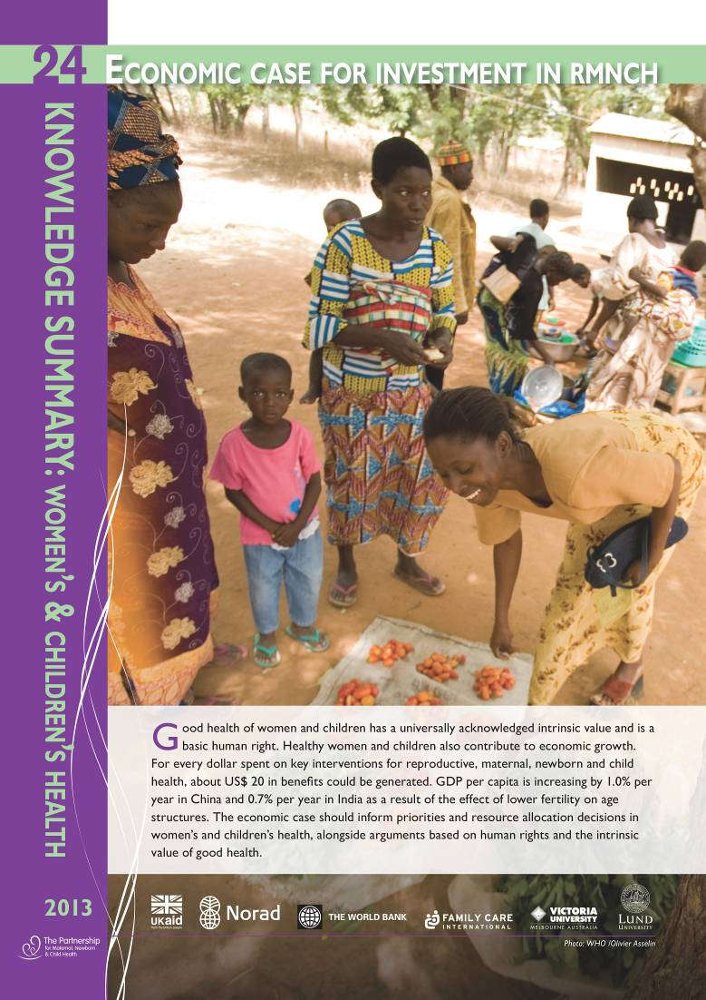 24
ECONOMIC CASE FOR INVESTMENT IN RMNCH
KNOWLEDGE SUMMARY: WOMEN'S & CHILDREN'S HEALTH
2013
Good health of women and children has a universally acknowledged intrinsic value and is a
basic human right. Healthy women and children also contribute to economic growth.
For every dollar spent on key interventions for reproductive, maternal, newborn and child
health, about US$ 20 in benefits could be generated. GDP per capita is increasing by 1.0% per
year in China and 0.7% per year in India as a result of the effect of lower fertility on age
structures. The economic case should inform priorities and resource allocation decisions in
women's and children's health, alongside arguments based on human rights and the intrinsic
value of good health.
ukaid
from the British people
Norad
THE WORLD BANK
FAMILY CARE
INTERNATIONAL
VICTORIA
UNIVERSITY
MELBOURNE AUSTRALIA
LUND
UNIVERSITY
The Partnership
for Maternal, Newborn
& Child Health
Photo: WHO /Olivier Asselin